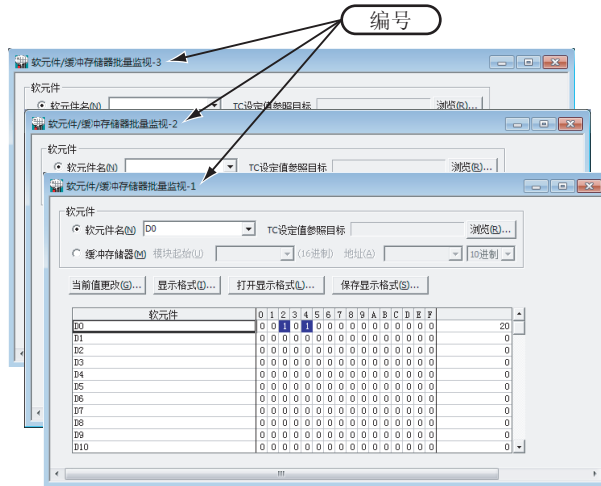 编号
软元件/缓冲存储器批量监视-3
软元件
软元件名(N) TC设定值参照目标 浏览(R)...
软元件/缓冲存储器批量监视-2
软元件
软元件名(N) TC设定值参照目标 浏览(R)...
软元件/缓冲存储器批量监视-1
软元件
软元件名(N) D0 TC设定值参照目标 浏览(R)...
缓冲存储器(M) 模块起始(U) (16进制) 地址(A) 10进制
当前值更改(G)... 显示格式(I)... 打开显示格式(L)... 保存显示格式(S)...
软元件 0 1 2 3 4 5 6 7 8 9 A B C D E F
D0 0 0 1 0 1 0 0 0 0 0 0 0 0 0 0 0 20
D1 0 0 0 0 0 0 0 0 0 0 0 0 0 0 0 0 0
D2 0 0 0 0 0 0 0 0 0 0 0 0 0 0 0 0 0
D3 0 0 0 0 0 0 0 0 0 0 0 0 0 0 0 0 0
D4 0 0 0 0 0 0 0 0 0 0 0 0 0 0 0 0 0
D5 0 0 0 0 0 0 0 0 0 0 0 0 0 0 0 0 0
D6 0 0 0 0 0 0 0 0 0 0 0 0 0 0 0 0 0
D7 0 0 0 0 0 0 0 0 0 0 0 0 0 0 0 0 0
D8 0 0 0 0 0 0 0 0 0 0 0 0 0 0 0 0 0
D9 0 0 0 0 0 0 0 0 0 0 0 0 0 0 0 0 0
D10 0 0 0 0 0 0 0 0 0 0 0 0 0 0 0 0 0